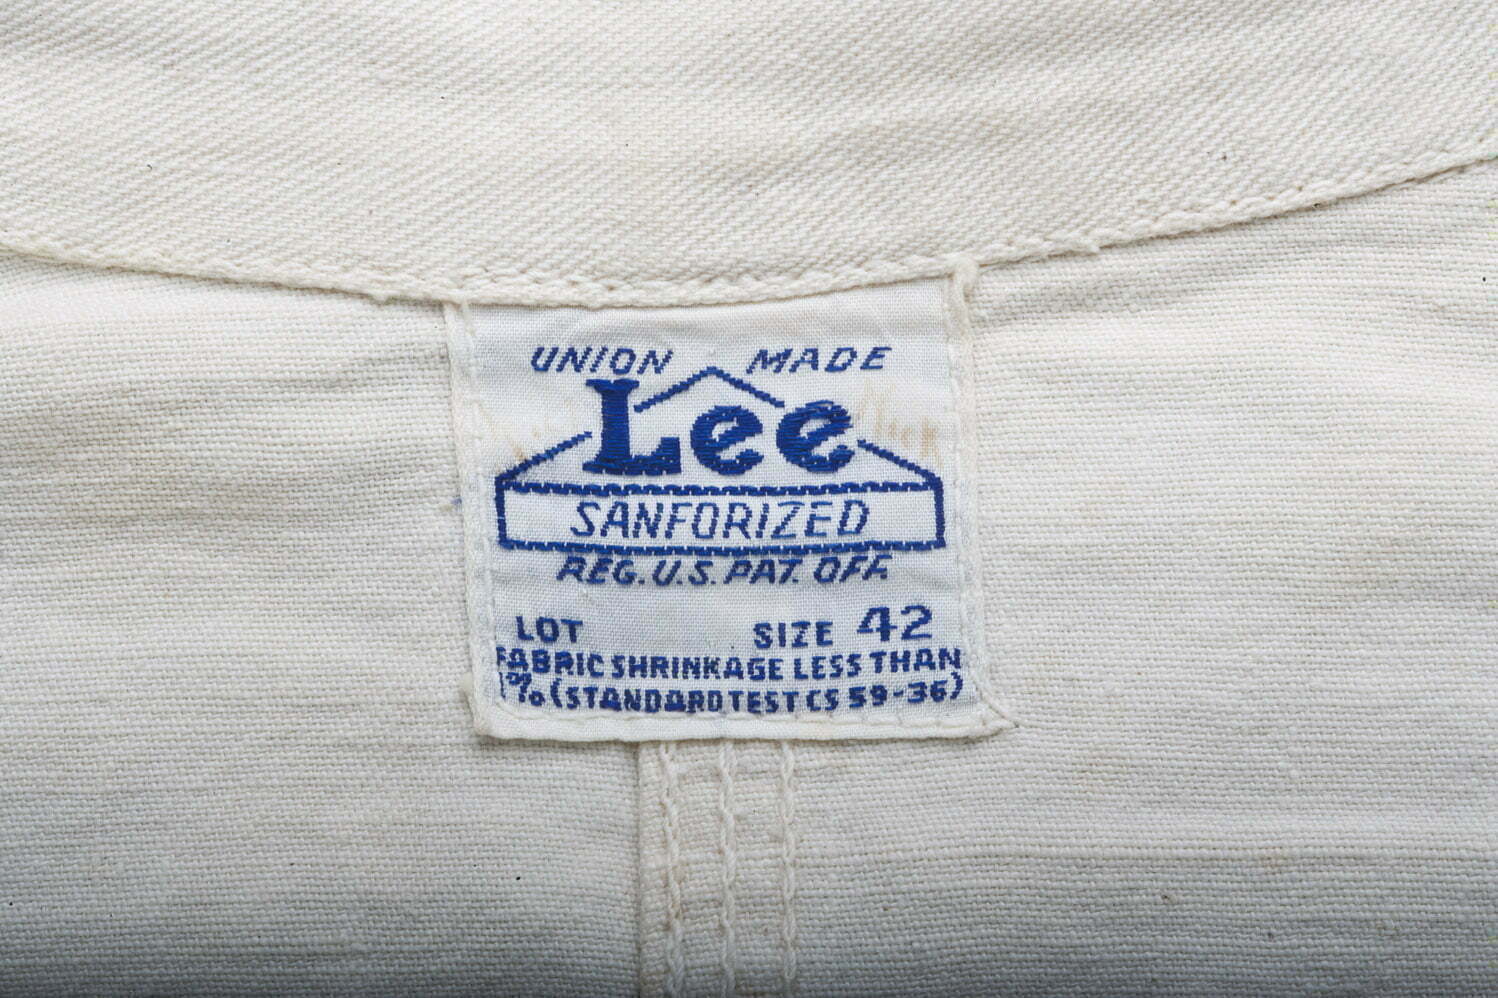 UNION MADE
Lee
SANFORIZED
REG. U.S. PAT. OFF.
LOT SIZE 42
FABRIC SHRINKAGE LESS THAN
1% (STANDARD TEST CS 59-36)